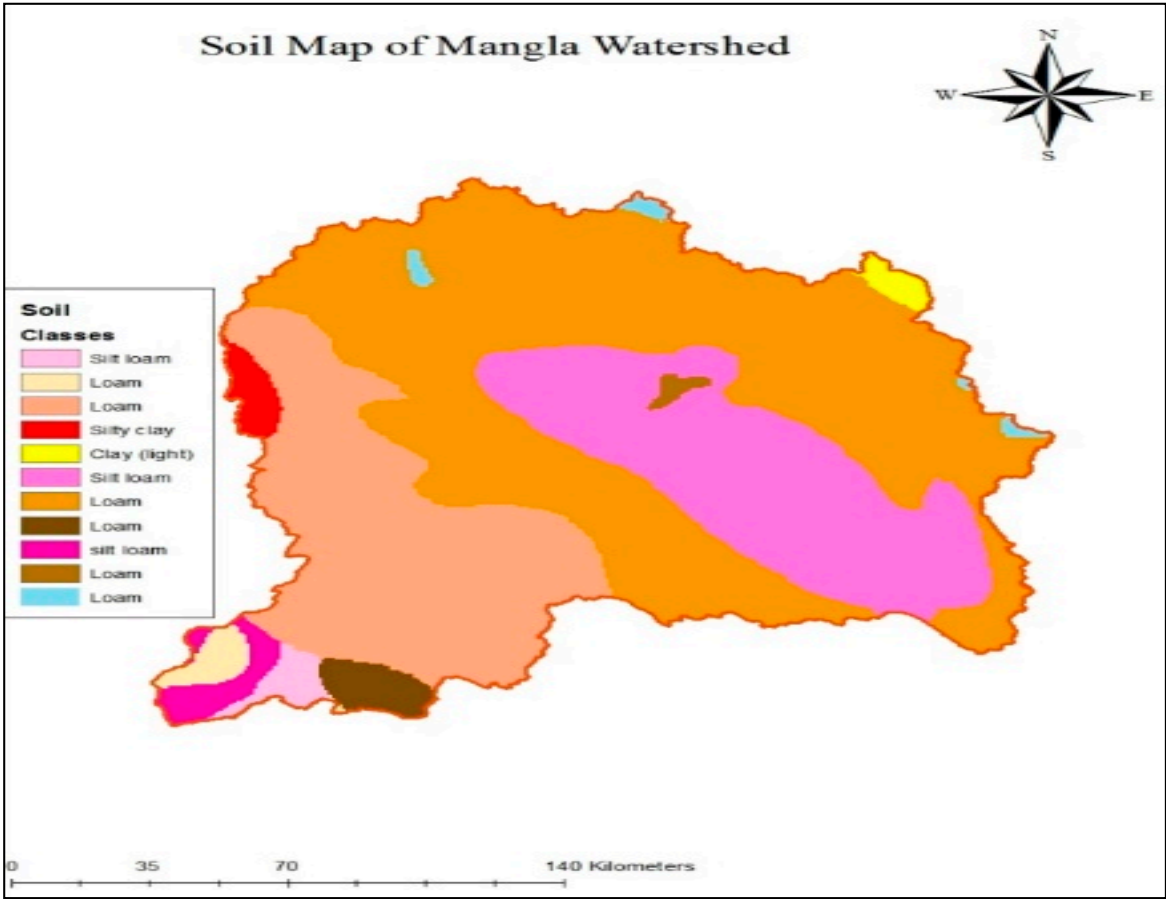 Soil Map of Mangla Watershed
N
W E
S
Soil
Classes
Silt loam
Loam
Loam
Silty clay
Clay (light)
Silt loam
Loam
Loam
silt loam
Loam
Loam
0 35 70 140 Kilometers